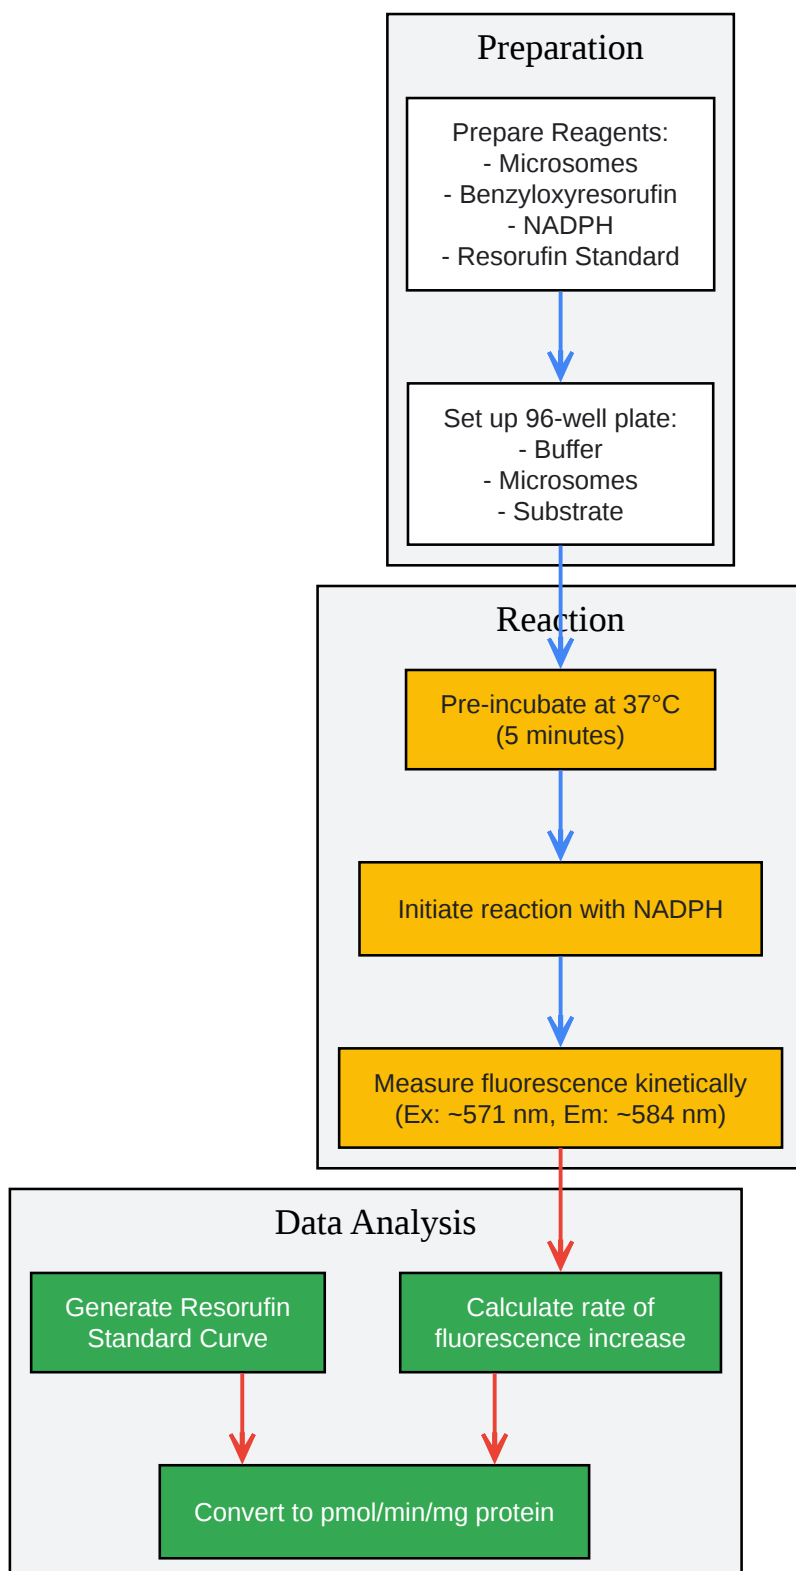 Preparation
Prepare Reagents:
- Microsomes
- Benzyloxyresorufin
- NADPH
- Resorufin Standard
Set up 96-well plate:
- Buffer
- Microsomes
- Substrate
Reaction
Pre-incubate at 37°C
(5 minutes)
Initiate reaction with NADPH
Measure fluorescence kinetically
(Ex: ~571 nm, Em: ~584 nm)
Data Analysis
Generate Resorufin
Standard Curve
Calculate rate of
fluorescence increase
Convert to pmol/min/mg protein